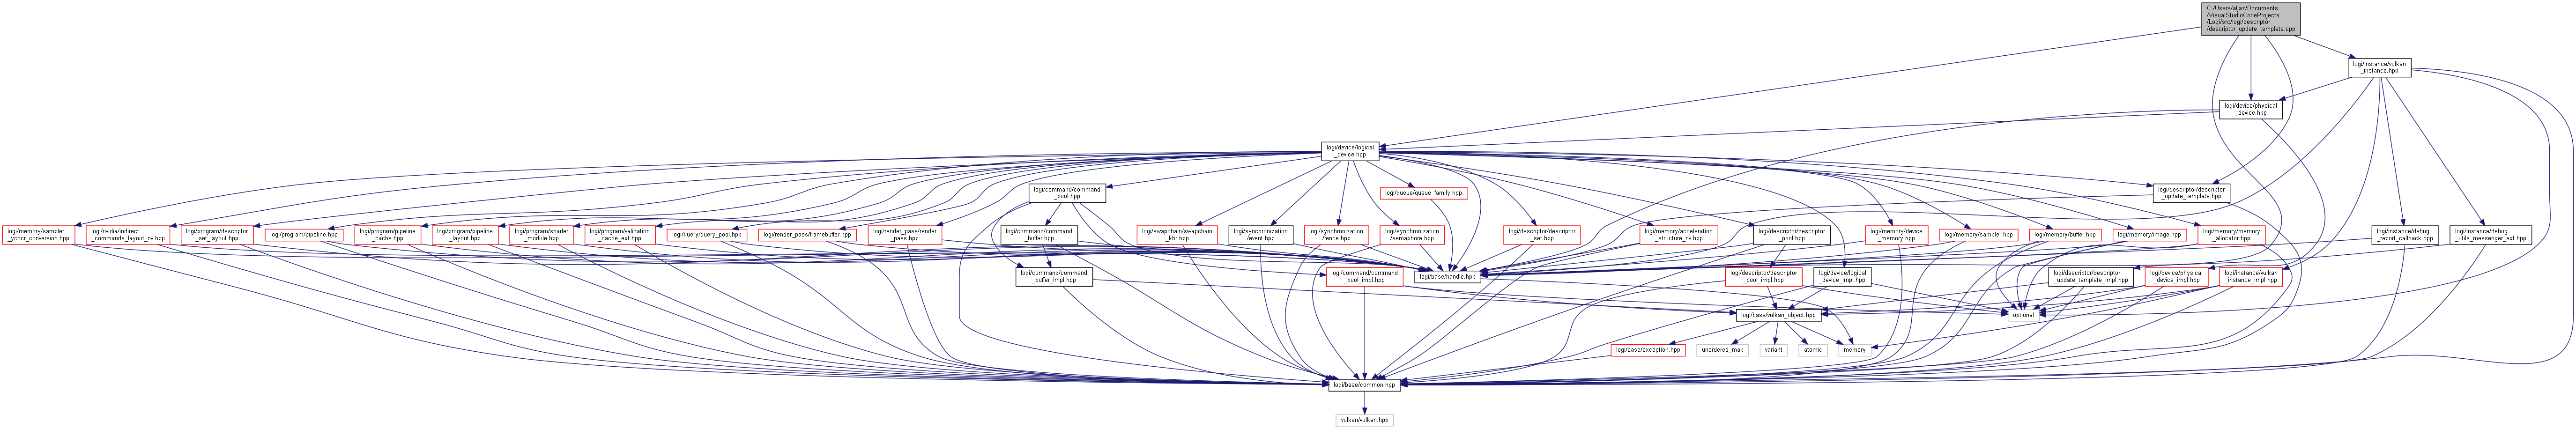 C:/Users/aljaz/Documents
/VisualStudioCodeProjects
/Logi/src/logi/descriptor
/descriptor_update_template.cpp
logi/instance/vulkan
_instance.hpp
logi/device/physical
_device.hpp
logi/device/logical
_device.hpp
logi/command/command
_pool.hpp
logi/queue/queue_family.hpp
logi/descriptor/descriptor
_update_template.hpp
logi/memory/sampler
_ycbcr_conversion.hpp
logi/nvidia/indirect
_commands_layout_nv.hpp
logi/program/descriptor
_set_layout.hpp
logi/program/pipeline.hpp
logi/program/pipeline
_cache.hpp
logi/program/pipeline
_layout.hpp
logi/program/shader
_module.hpp
logi/program/validation
_cache_ext.hpp
logi/query/query_pool.hpp
logi/render_pass/framebuffer.hpp
logi/render_pass/render
_pass.hpp
logi/command/command
_buffer.hpp
logi/swapchain/swapchain
_khr.hpp
logi/synchronization
/event.hpp
logi/synchronization
/fence.hpp
logi/synchronization
/semaphore.hpp
logi/descriptor/descriptor
_set.hpp
logi/memory/acceleration
_structure_nv.hpp
logi/descriptor/descriptor
_pool.hpp
logi/memory/device
_memory.hpp
logi/memory/sampler.hpp
logi/memory/buffer.hpp
logi/memory/image.hpp
logi/memory/memory
_allocator.hpp
logi/instance/debug
_report_callback.hpp
logi/instance/debug
_utils_messenger_ext.hpp
logi/command/command
_buffer_impl.hpp
logi/base/handle.hpp
logi/command/command
_pool_impl.hpp
logi/descriptor/descriptor
_pool_impl.hpp
logi/device/logical
_device_impl.hpp
logi/descriptor/descriptor
_update_template_impl.hpp
logi/device/physical
_device_impl.hpp
logi/instance/vulkan
_instance_impl.hpp
logi/base/vulkan_object.hpp
optional
logi/base/exception.hpp
unordered_map
variant
atomic
memory
logi/base/common.hpp
vulkan/vulkan.hpp